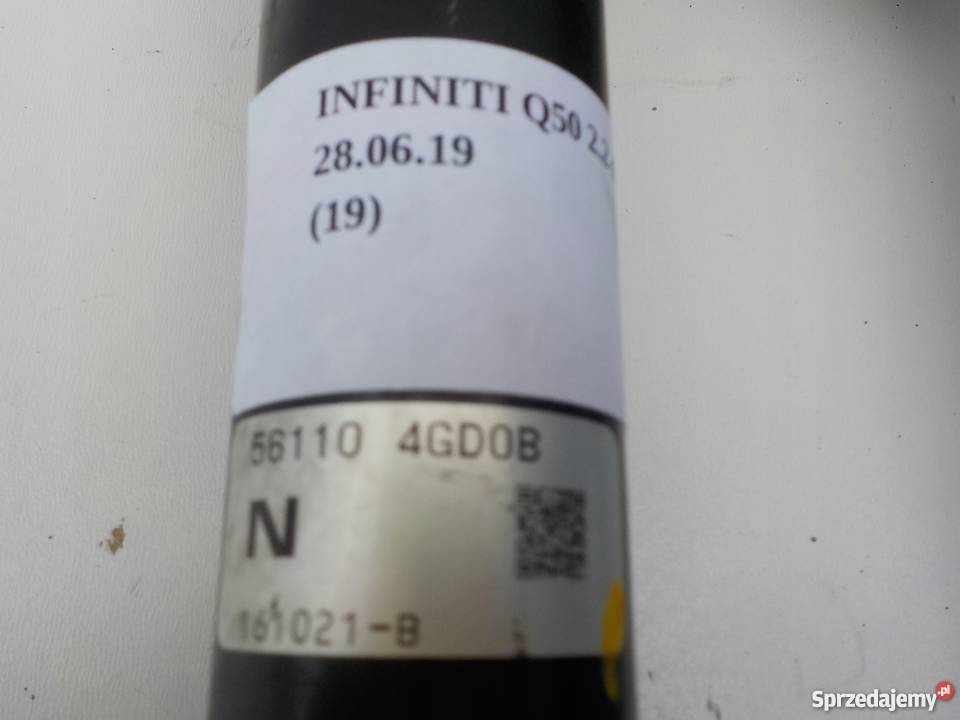 INFINITI Q50 2.2
28.06.19
(19)
56110 4GD0B
N
161021-B
Sprzedajemy.pl